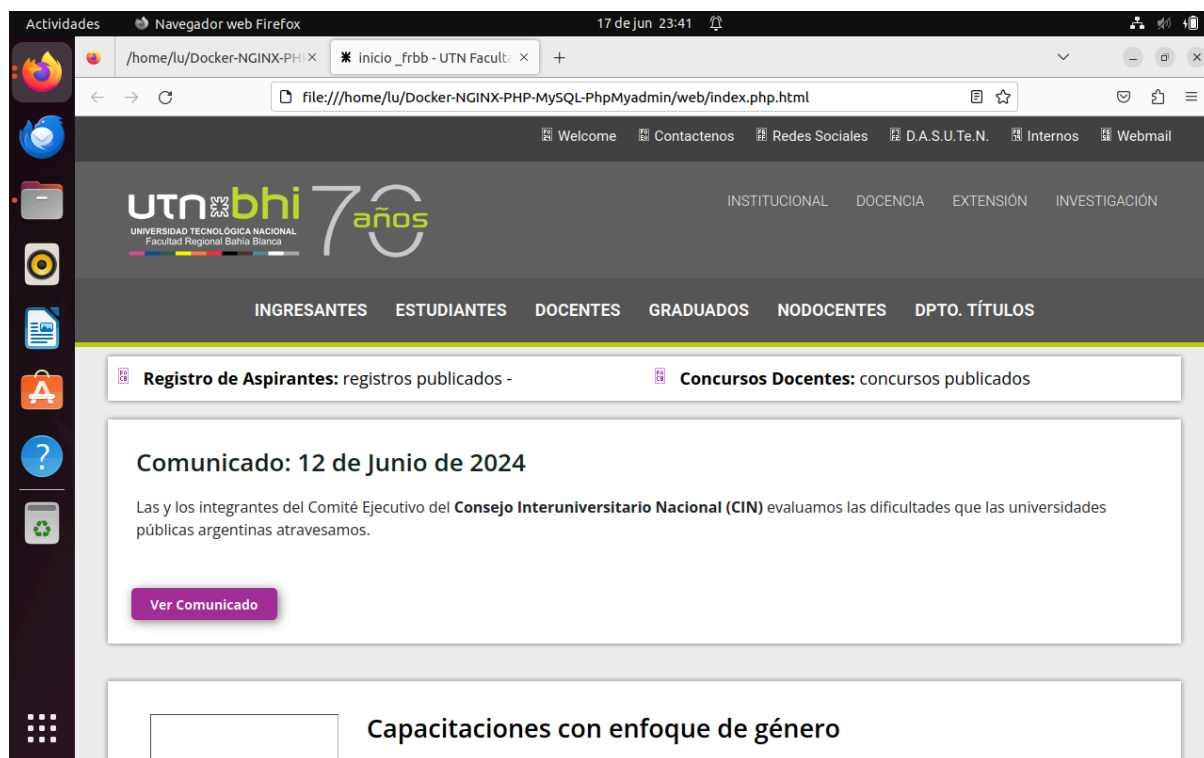 Actividades Navegador web Firefox 17 de jun 23:41
/home/lu/Docker-NGINX-PH inicio _frbb - UTN Faculta
file:///home/lu/Docker-NGINX-PHP-MySQL-PhpMyadmin/web/index.php.html
Welcome Contactenos Redes Sociales D.A.S.U.Te.N. Internos Webmail
utn bhi 70 años
UNIVERSIDAD TECNOLÓGICA NACIONAL
Facultad Regional Bahía Blanca
INSTITUCIONAL DOCENCIA EXTENSIÓN INVESTIGACIÓN
INGRESANTES ESTUDIANTES DOCENTES GRADUADOS NODOCENTES DPTO. TÍTULOS
Registro de Aspirantes: registros publicados - Concursos Docentes: concursos publicados
Comunicado: 12 de Junio de 2024
Las y los integrantes del Comité Ejecutivo del Consejo Interuniversitario Nacional (CIN) evaluamos las dificultades que las universidades
públicas argentinas atravesamos.
Ver Comunicado
Capacitaciones con enfoque de género